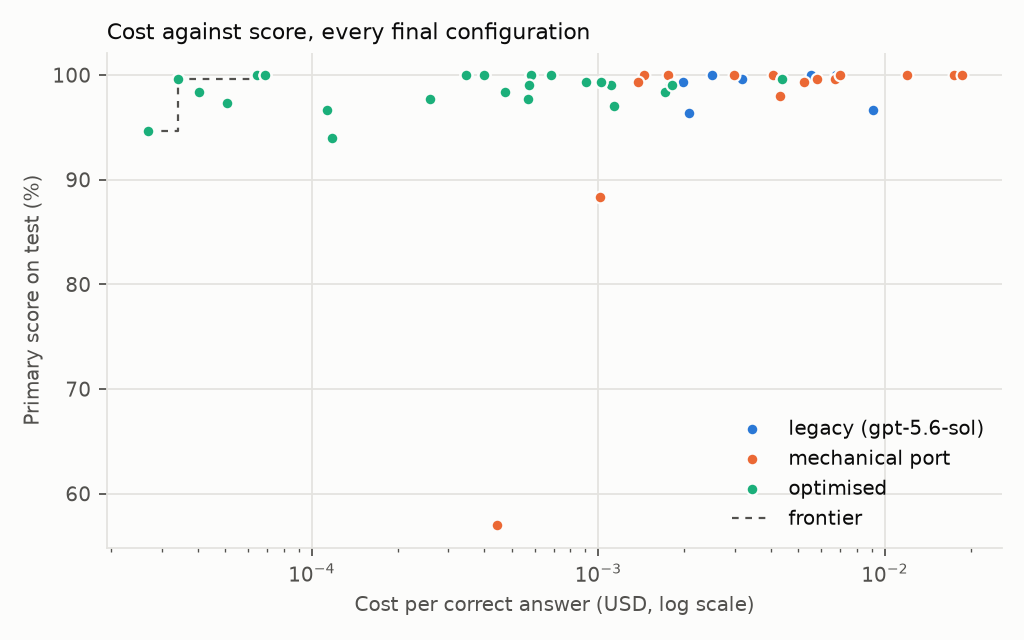 Cost against score, every final configuration
100
90
80
70
60
Primary score on test (%)
legacy (gpt-5.6-sol)
mechanical port
optimised
frontier
10⁻⁴
10⁻³
10⁻²
Cost per correct answer (USD, log scale)